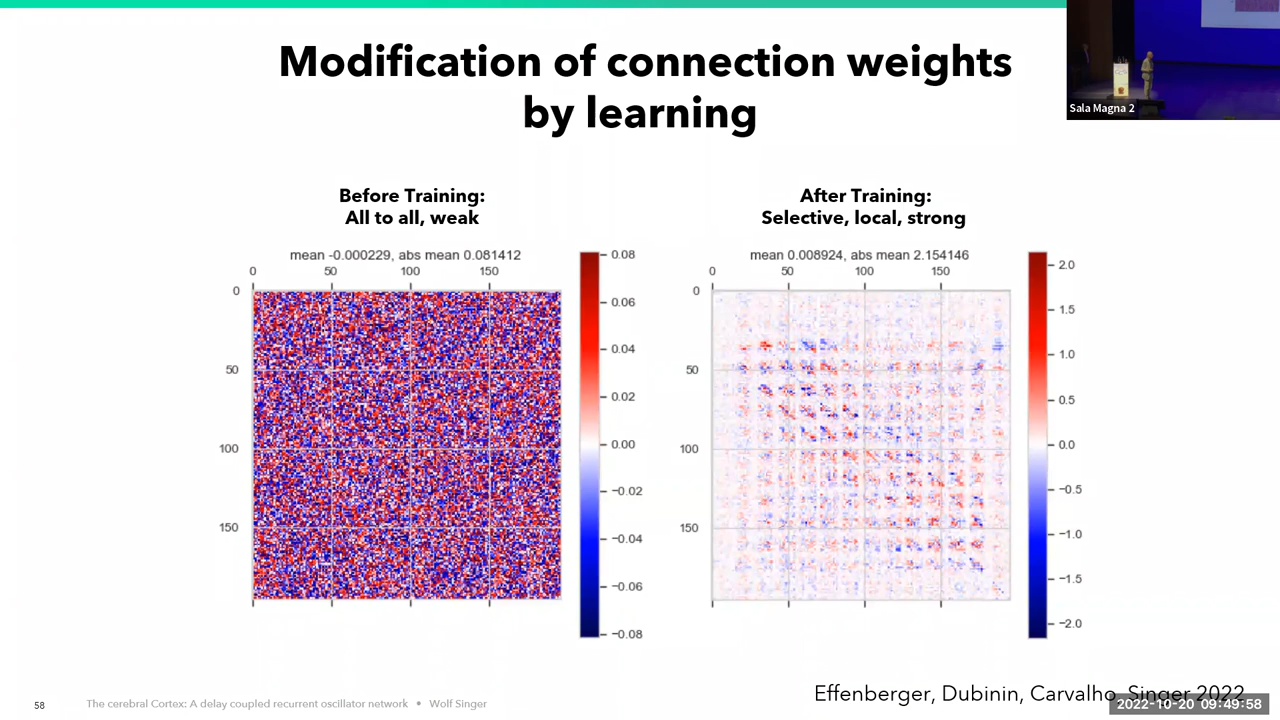 Modification of connection weights
by learning
Sala Magna 2
Before Training:
All to all, weak
After Training:
Selective, local, strong
mean -0.000229, abs mean 0.081412
0 50 100 150
0
50
100
150
0.08
0.06
0.04
0.02
0.00
−0.02
−0.04
−0.06
−0.08
mean 0.008924, abs mean 2.154146
0 50 100 150
0
50
100
150
2.0
1.5
1.0
0.5
0.0
−0.5
−1.0
−1.5
−2.0
Effenberger, Dubinin, Carvalho, Singer 2022
58 The cerebral Cortex: A delay coupled recurrent oscillator network • Wolf Singer
2022-10-20 09:49:58